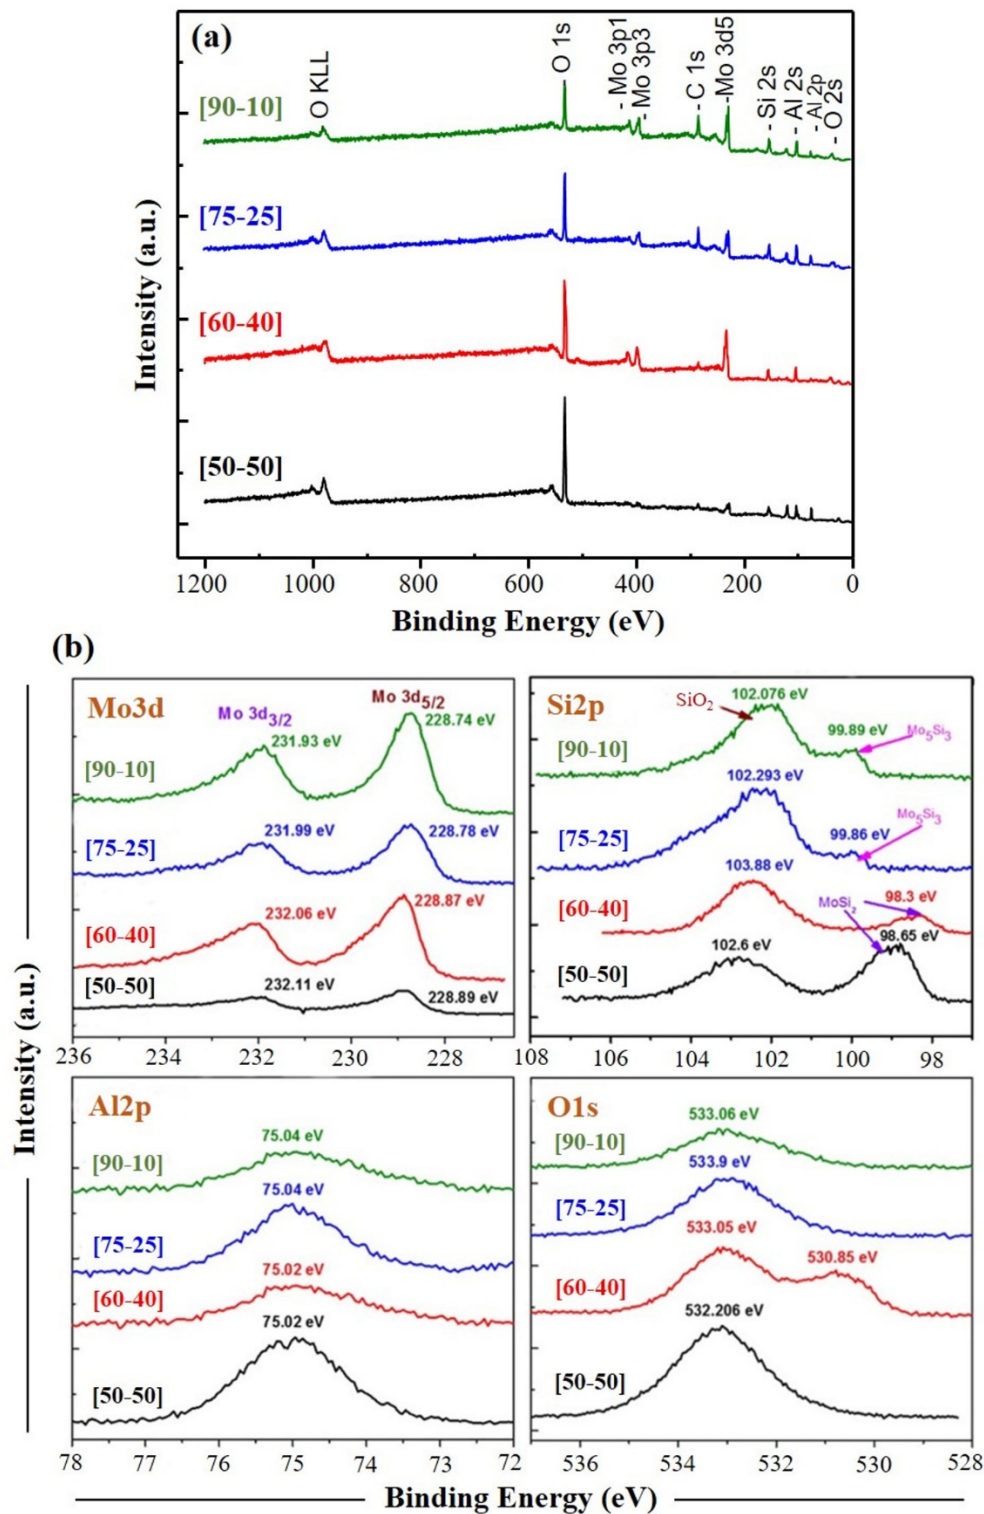 (a)
O KLL
O 1s
Mo 3p1
Mo 3p3
C 1s
Mo 3d5
Si 2s
Al 2s
Al 2p
O 2s
[90-10]
[75-25]
[60-40]
[50-50]
Intensity (a.u.)
1200 1000 800 600 400 200 0
Binding Energy (eV)
(b)
Mo3d
Mo 3d3/2
Mo 3d5/2
[90-10]
231.93 eV
228.74 eV
[75-25]
231.99 eV
228.78 eV
[60-40]
232.06 eV
228.87 eV
[50-50]
232.11 eV
228.89 eV
236 234 232 230 228
Si2p
SiO2
102.076 eV
[90-10]
99.89 eV
Mo5Si3
102.293 eV
[75-25]
99.86 eV
Mo5Si3
103.88 eV
[60-40]
MoSi2
98.3 eV
[50-50]
102.6 eV
98.65 eV
108 106 104 102 100 98
Al2p
[90-10]
75.04 eV
[75-25]
75.04 eV
[60-40]
75.02 eV
[50-50]
75.02 eV
78 77 76 75 74 73 72
O1s
[90-10]
533.06 eV
[75-25]
533.9 eV
[60-40]
533.05 eV
530.85 eV
[50-50]
532.206 eV
536 534 532 530 528
Intensity (a.u.)
Binding Energy (eV)